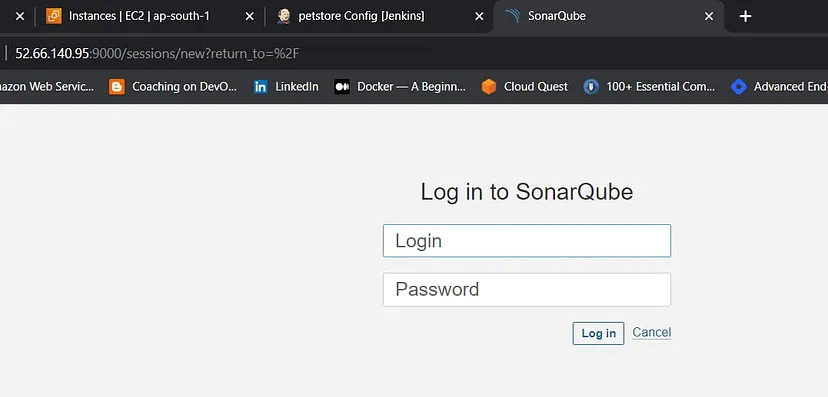 Instances | EC2 | ap-south-1
petstore Config [Jenkins]
SonarQube
52.66.140.95:9000/sessions/new?return_to=%2F
nazon Web Servic...
Coaching on DevO...
LinkedIn
Docker — A Beginn...
Cloud Quest
100+ Essential Com...
Advanced End-
Log in to SonarQube
Login
Password
Log in
Cancel